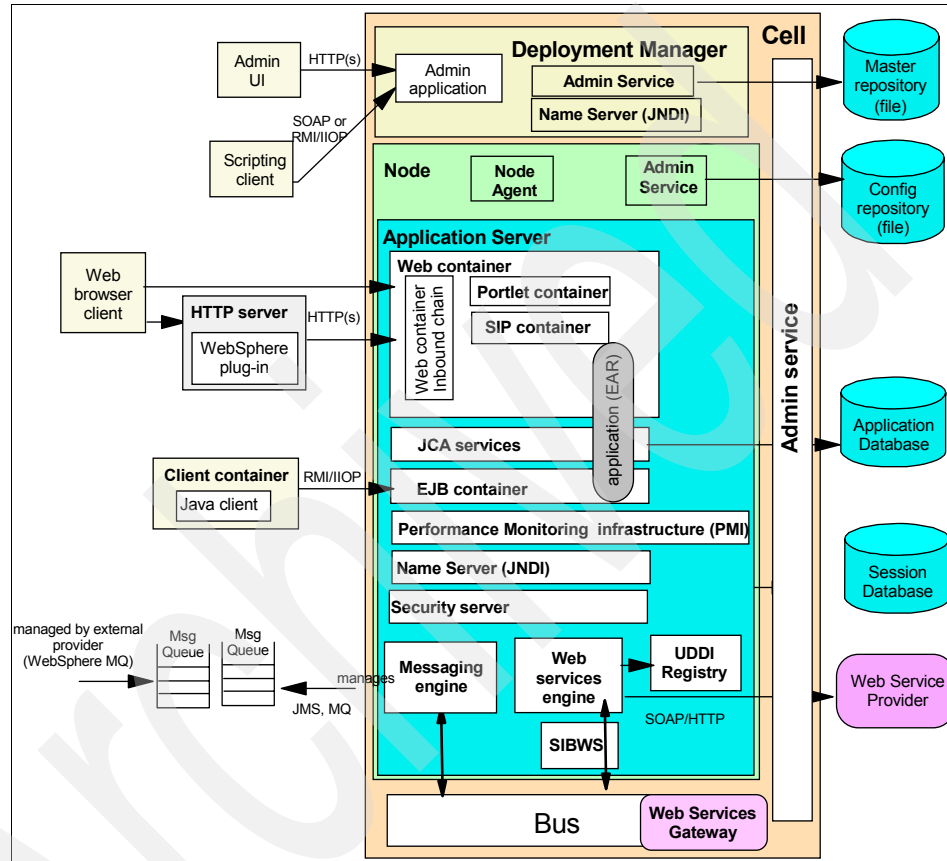 Cell
Deployment Manager
Admin
UI
HTTP(s)
Admin
application
Admin Service
Name Server (JNDI)
Master
repository
(file)
SOAP or
RMI/IIOP
Scripting
client
Node
Node
Agent
Admin
Service
Config
repository
(file)
Application Server
Web container
Web container
Inbound chain
Portlet container
SIP container
Web
browser
client
HTTP server
HTTP(s)
WebSphere
plug-in
application (EAR)
Admin service
JCA services
Application
Database
Client container
Java client
RMI/IIOP
EJB container
Performance Monitoring infrastructure (PMI)
Name Server (JNDI)
Security server
Session
Database
managed by external
provider
(WebSphere MQ)
Msg
Queue
Msg
Queue
manages
JMS, MQ
Messaging
engine
Web
services
engine
UDDI
Registry
SOAP/HTTP
Web Service
Provider
SIBWS
Bus
Web Services
Gateway
Archived